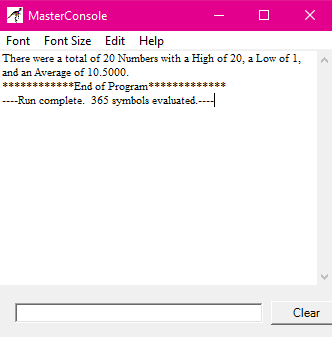 MasterConsole
Font Font Size Edit Help
There were a total of 20 Numbers with a High of 20, a Low of 1,
and an Average of 10.5000.
************End of Program*************
----Run complete.  365 symbols evaluated.----
Clear